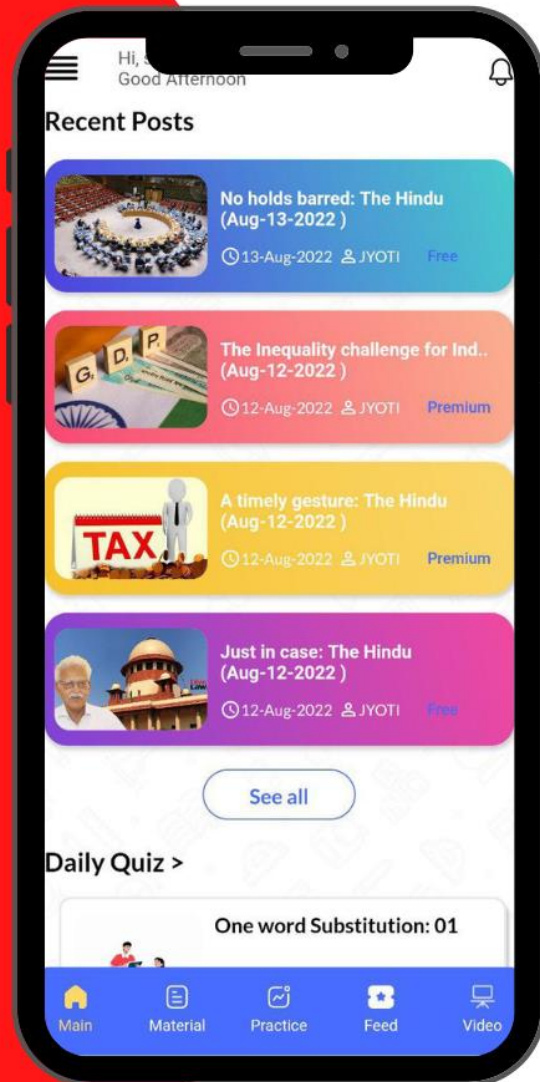 Hi,
Good Afternoon
Recent Posts
No holds barred: The Hindu
(Aug-13-2022 )
13-Aug-2022 JYOTI Free
GDP
The Inequality challenge for Ind..
(Aug-12-2022 )
12-Aug-2022 JYOTI Premium
TAX
A timely gesture: The Hindu
(Aug-12-2022 )
12-Aug-2022 JYOTI Premium
Just in case: The Hindu
(Aug-12-2022 )
12-Aug-2022 JYOTI Free
See all
Daily Quiz >
One word Substitution: 01
Main Material Practice Feed Video